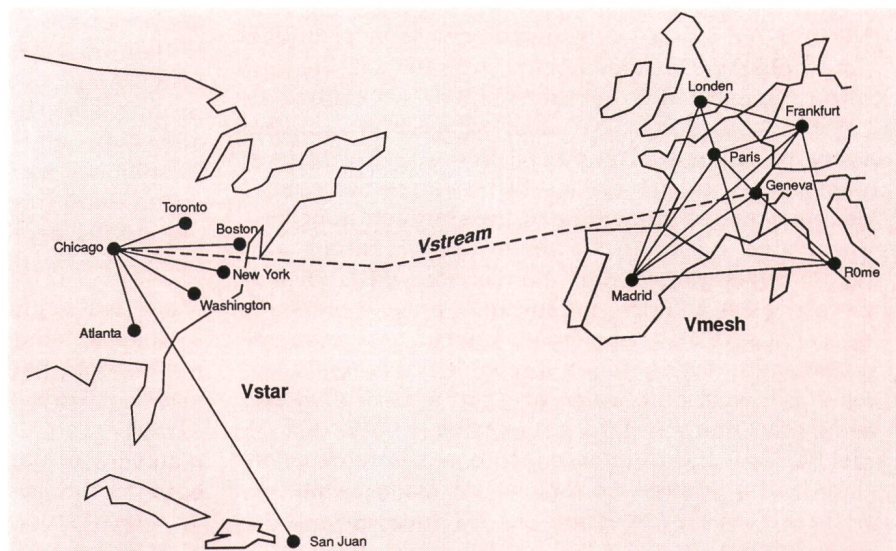 Londen
Frankfurt
Paris
Geneva
Toronto
Boston
Chicago
Vstream
New York
R0me
Madrid
Washington
Vmesh
Atlanta
Vstar
San Juan